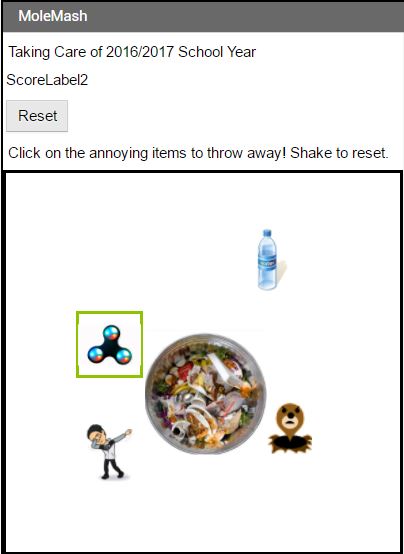 MoleMash
Taking Care of 2016/2017 School Year
ScoreLabel2
Reset
Click on the annoying items to throw away! Shake to reset.